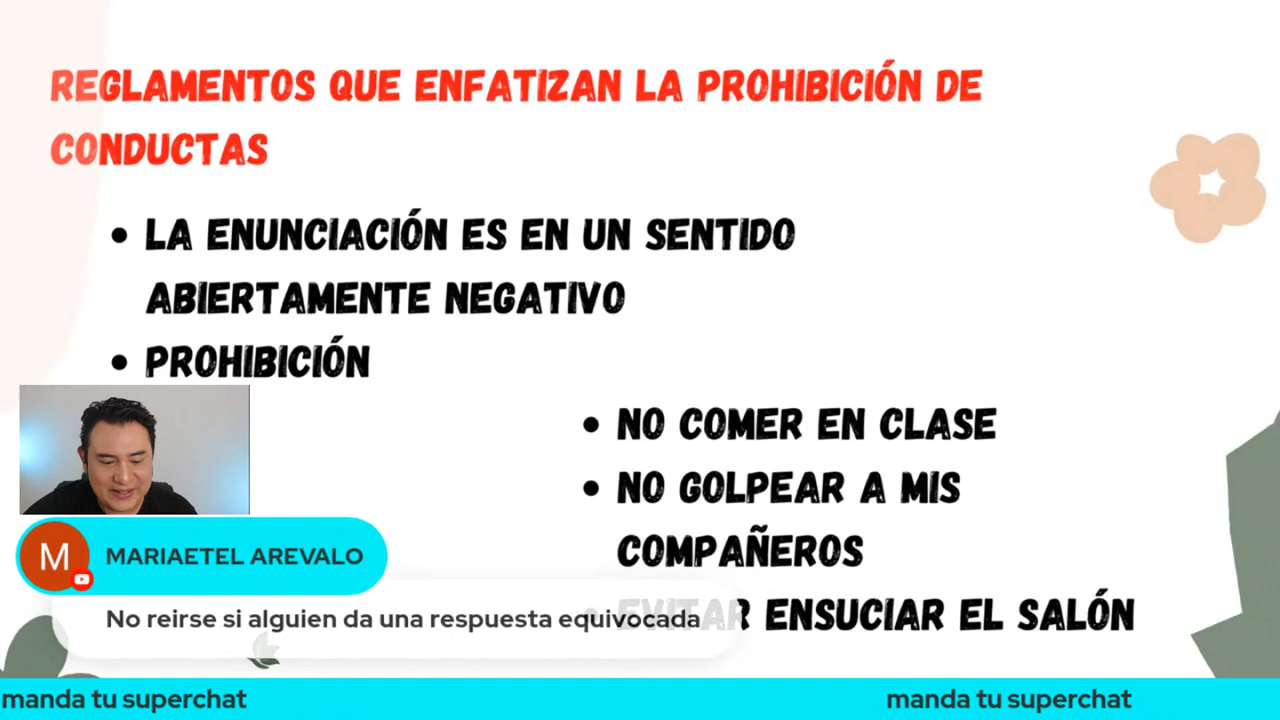 REGLAMENTOS QUE ENFATIZAN LA PROHIBICIÓN DE
CONDUCTAS
• LA ENUNCIACIÓN ES EN UN SENTIDO
ABIERTAMENTE NEGATIVO
• PROHIBICIÓN
• NO COMER EN CLASE
• NO GOLPEAR A MIS
COMPAÑEROS
• EVITAR ENSUCIAR EL SALÓN
M
MARIAETEL AREVALO
No reirse si alguien da una respuesta equivocada
manda tu superchat
manda tu superchat